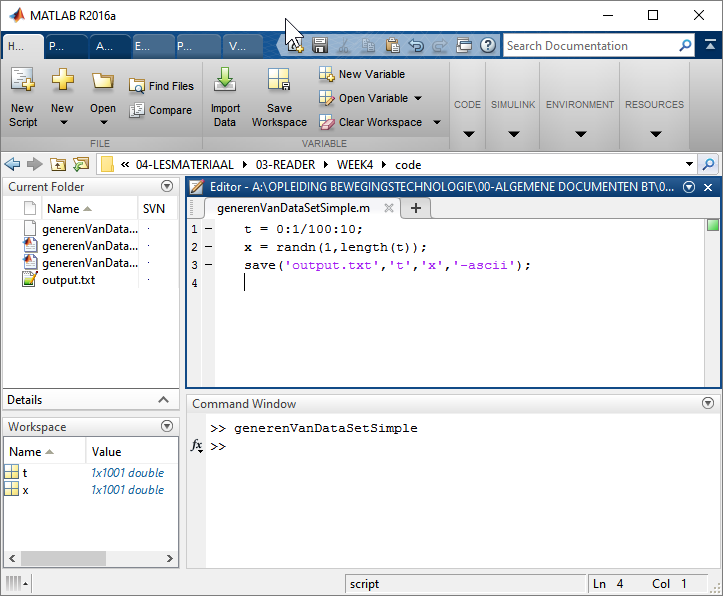 MATLAB R2016a
H... P... A... E... P... V...
Search Documentation
New Script
New
Open
Find Files
Compare
Import Data
Save Workspace
New Variable
Open Variable
Clear Workspace
CODE
SIMULINK
ENVIRONMENT
RESOURCES
FILE
VARIABLE
« 04-LESMATERIAAL 03-READER WEEK4 code
Current Folder
Name SVN
generenVanData...
generenVanData...
generenVanData...
output.txt
Details
Workspace
Name Value
t 1x1001 double
x 1x1001 double
Editor - A:\OPLEIDING BEWEGINGSTECHNOLOGIE\00-ALGEMENE DOCUMENTEN BT\0...
generenVanDataSetSimple.m
1 – t = 0:1/100:10;
2 – x = randn(1,length(t));
3 – save('output.txt','t','x','-ascii');
4
Command Window
>> generenVanDataSetSimple
fx >>
script
Ln 4 Col 1